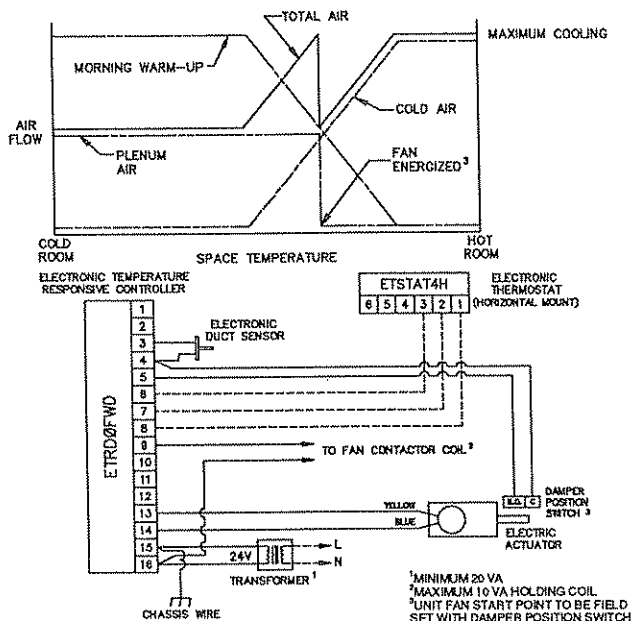 TOTAL AIR
MAXIMUM COOLING
MORNING WARM-UP
COLD AIR
AIR
FLOW
PLENUM
AIR
FAN
ENERGIZED³
COLD
ROOM
SPACE TEMPERATURE
HOT
ROOM
ELECTRONIC TEMPERATURE
RESPONSIVE CONTROLLER
ETSTAT4H
6 5 4 3 2 1
ELECTRONIC
THERMOSTAT
(HORIZONTAL MOUNT)
ELECTRONIC
DUCT SENSOR
ETRDØFWD
1
2
3
4
5
6
7
8
9
10
11
12
13
14
15
16
TO FAN CONTACTOR COIL²
YELLOW
BLUE
N.O. C
DAMPER
POSITION
SWITCH ³
ELECTRIC
ACTUATOR
24V
L
N
TRANSFORMER¹
CHASSIS WIRE
¹MINIMUM 20 VA
²MAXIMUM 10 VA HOLDING COIL
³UNIT FAN START POINT TO BE FIELD
SET WITH DAMPER POSITION SWITCH